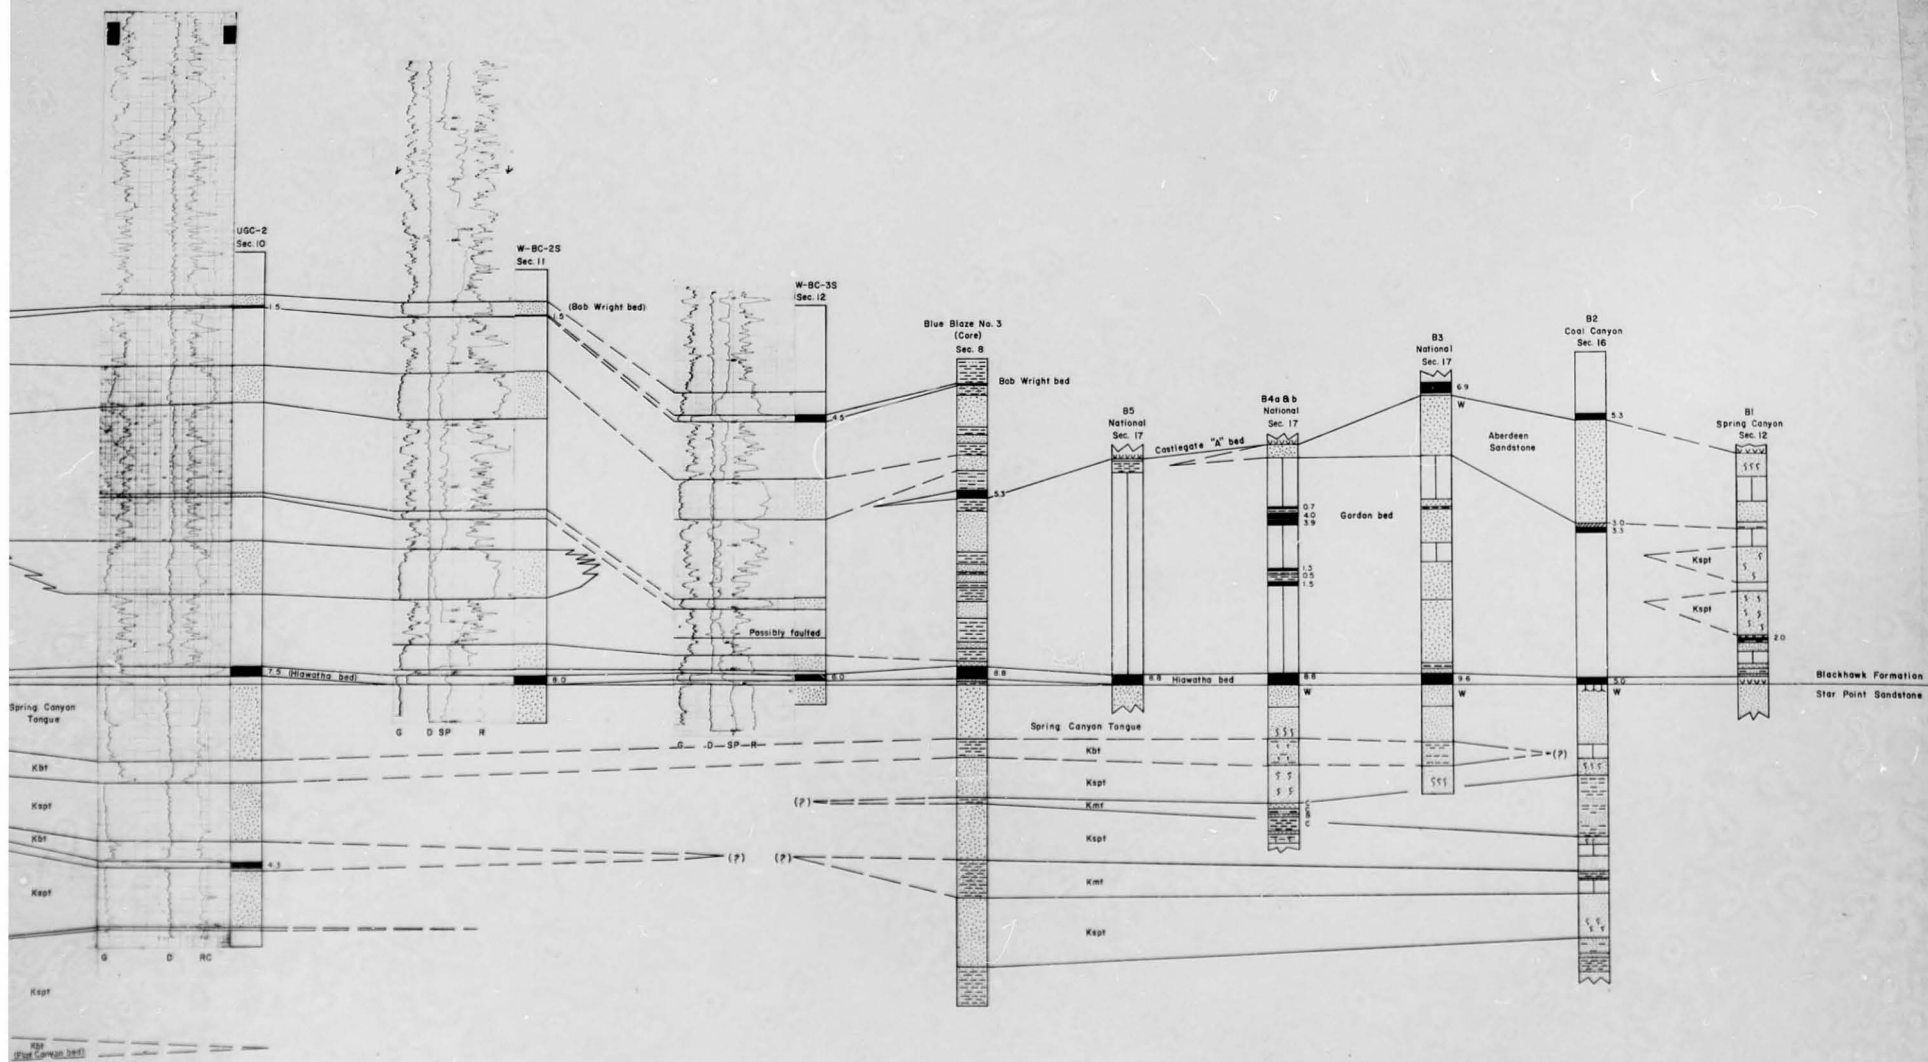 UGC-2
Sec. 10
1.5
7.5 (Hiawatha bed)
4.3
G D RC
Spring Canyon
Tongue
Kbt
Kspt
Kbt
Kspt
Kspt
Kbt
(Flat Canyon bed)
W-BC-2S
Sec. 11
(Bob Wright bed)
1.5
8.0
G D SP R
W-BC-3S
Sec. 12
4.5
Possibly faulted
6.0
G D SP R
(?)
(?) (?)
Blue Blaze No. 3
(Core)
Sec. 8
Bob Wright bed
5.3
8.8
Spring Canyon Tongue
Kbt
Kspt
Kmt
Kspt
Kmt
Kspt
B5
National
Sec. 17
Castlegate "A" bed
8.8 Hiawatha bed
B4a & b
National
Sec. 17
0.7
4.0
3.9
Gordon bed
1.3
0.5
1.5
8.8
W
C
B
C
B3
National
Sec. 17
6.9
W
9.6
W
(?)
Aberdeen
Sandstone
B2
Coal Canyon
Sec. 16
5.3
3.0
3.3
5.0
W
B1
Spring Canyon
Sec. 12
Kspt
Kspt
2.0
Blackhawk Formation
Star Point Sandstone